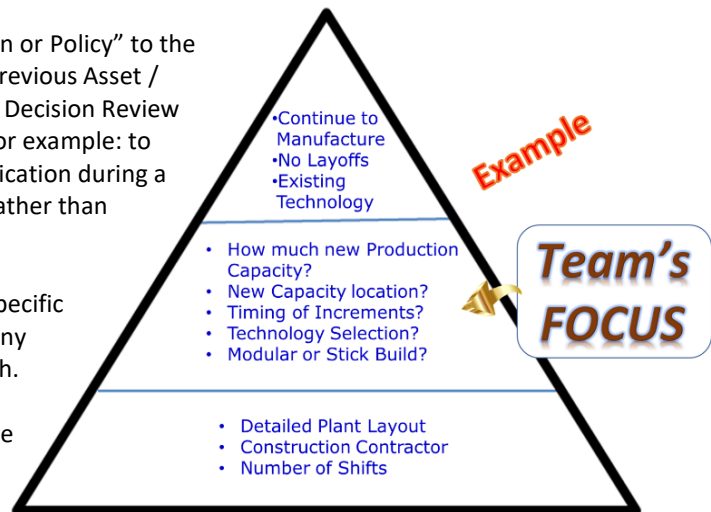 n or Policy” to the
revious Asset /
Decision Review
or example: to
ication during a
ather than
pecific
ny
h.
e
•Continue to
Manufacture
•No Layoffs
•Existing
Technology
• How much new Production
Capacity?
• New Capacity location?
• Timing of Increments?
• Technology Selection?
• Modular or Stick Build?
• Detailed Plant Layout
• Construction Contractor
• Number of Shifts
Example
Team’s
FOCUS